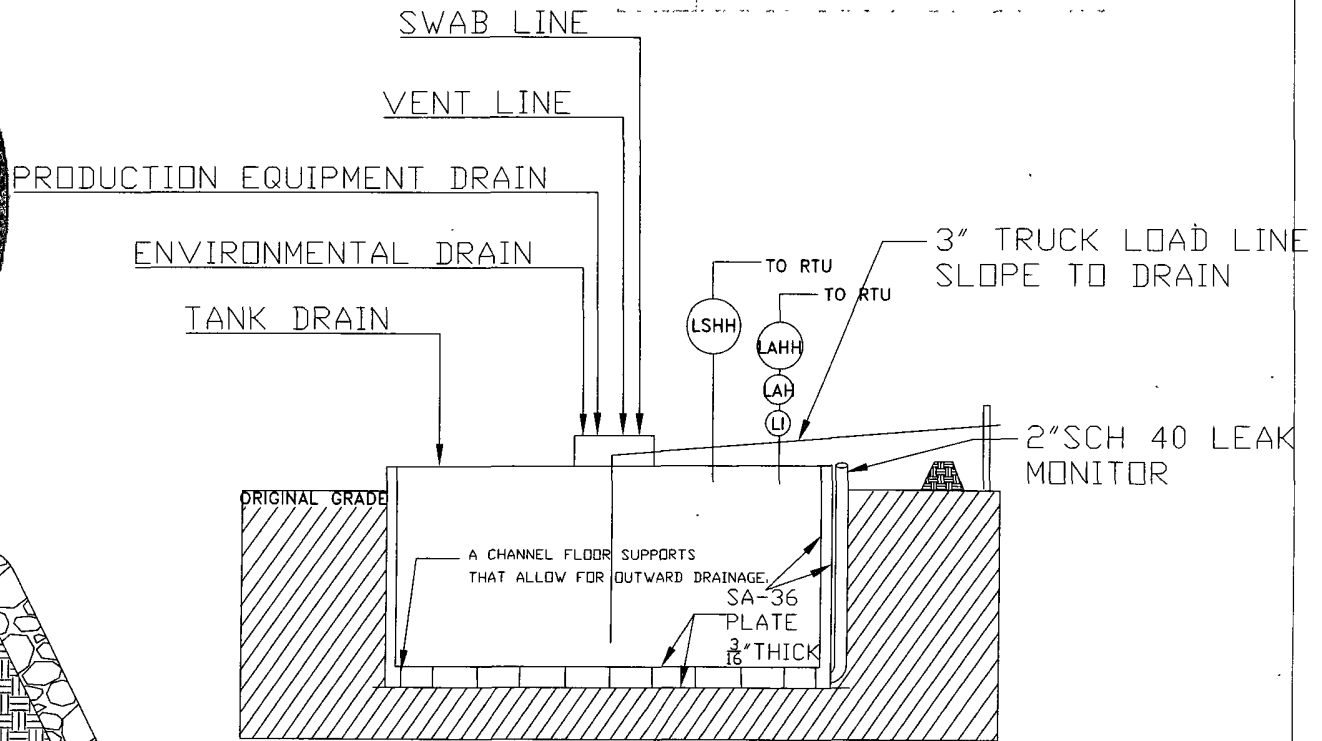 SWAB LINE
VENT LINE
PRODUCTION EQUIPMENT DRAIN
ENVIRONMENTAL DRAIN
TANK DRAIN
TO RTU
TO RTU
3" TRUCK LOAD LINE
SLOPE TO DRAIN
LSHH
LAHH
LAH
LI
2"SCH 40 LEAK
MONITOR
ORIGINAL GRADE
A CHANNEL FLOOR SUPPORTS
THAT ALLOW FOR OUTWARD DRAINAGE.
SA-36
PLATE
3/16" THICK